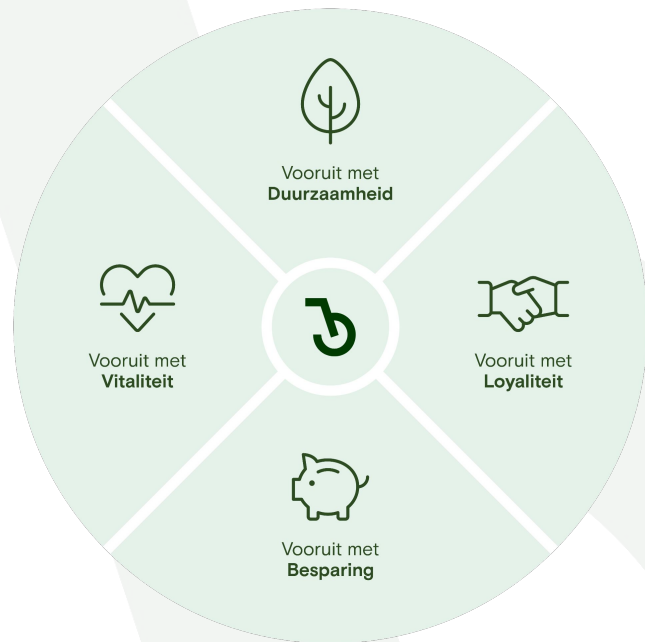 Vooruit met
Duurzaamheid
Vooruit met
Vitaliteit
Vooruit met
Loyaliteit
Vooruit met
Besparing